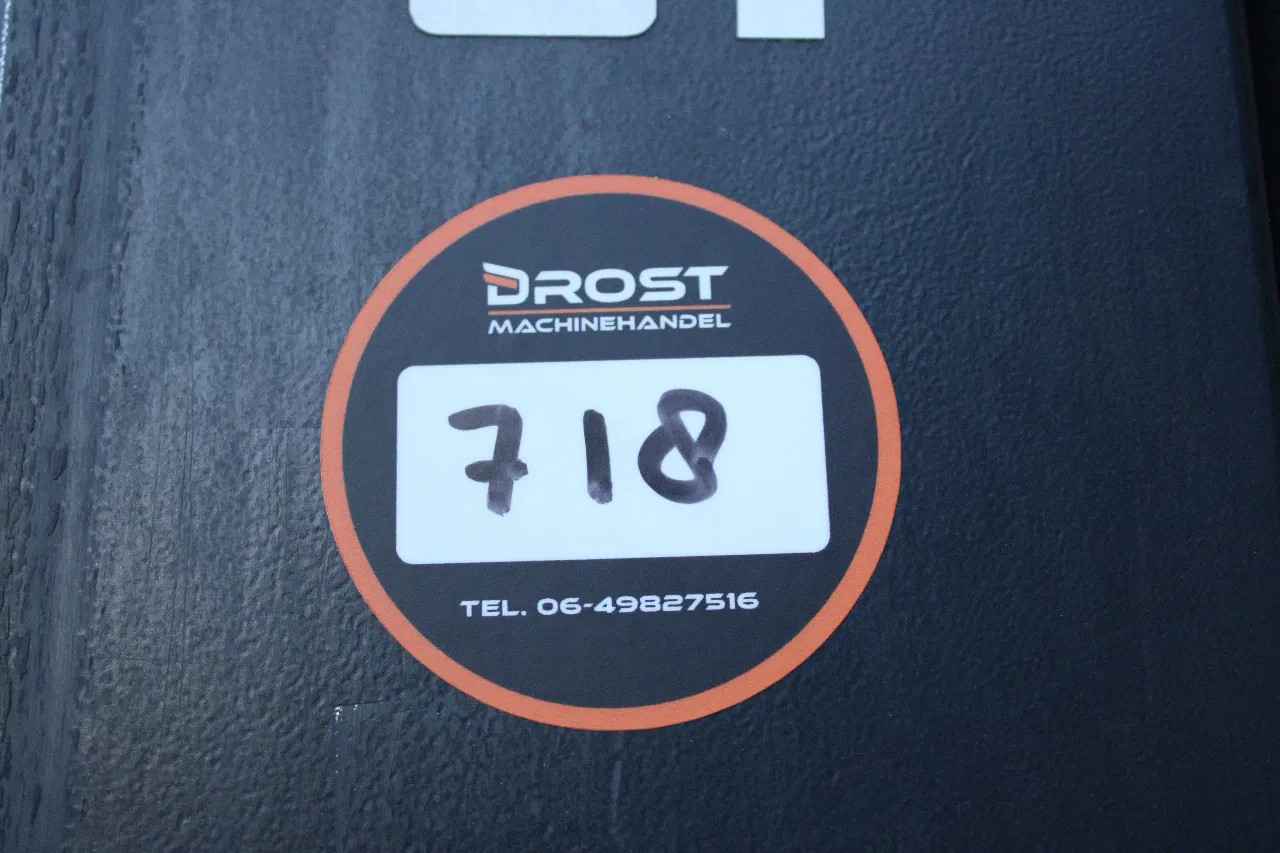 DROST
MACHINEHANDEL
718
TEL. 06-49827516